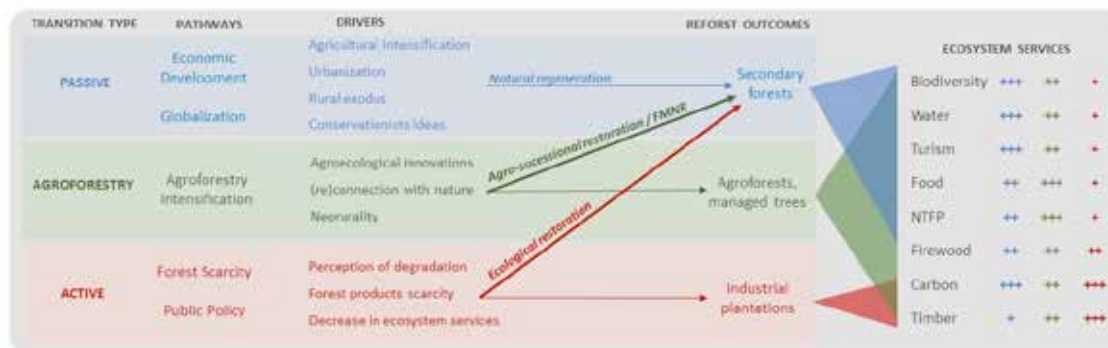 TRANSITION TYPE PATHWAYS DRIVERS REFORST OUTCOMES
ECOSYSTEM SERVICES
PASSIVE
Economic
Development
Globalization
Agricultural Intensification
Urbanization
Rural exodus
Conservationists Ideas
Natural regeneration
Secondary
forests
AGROFORESTRY
Agroforestry
Intensification
Agroecological innovations
(re)connection with nature
Neorurality
Agro-sucessional restoration / FMNR
Agroforests,
managed trees
ACTIVE
Forest Scarcity
Public Policy
Perception of degradation
Forest products scarcity
Decrease in ecosystem services
Ecological restoration
Industrial
plantations
Biodiversity +++ ++ +
Water +++ ++ +
Turism +++ ++ +
Food ++ +++ +
NTFP ++ +++ +
Firewood ++ ++ ++
Carbon +++ ++ +++
Timber + ++ +++